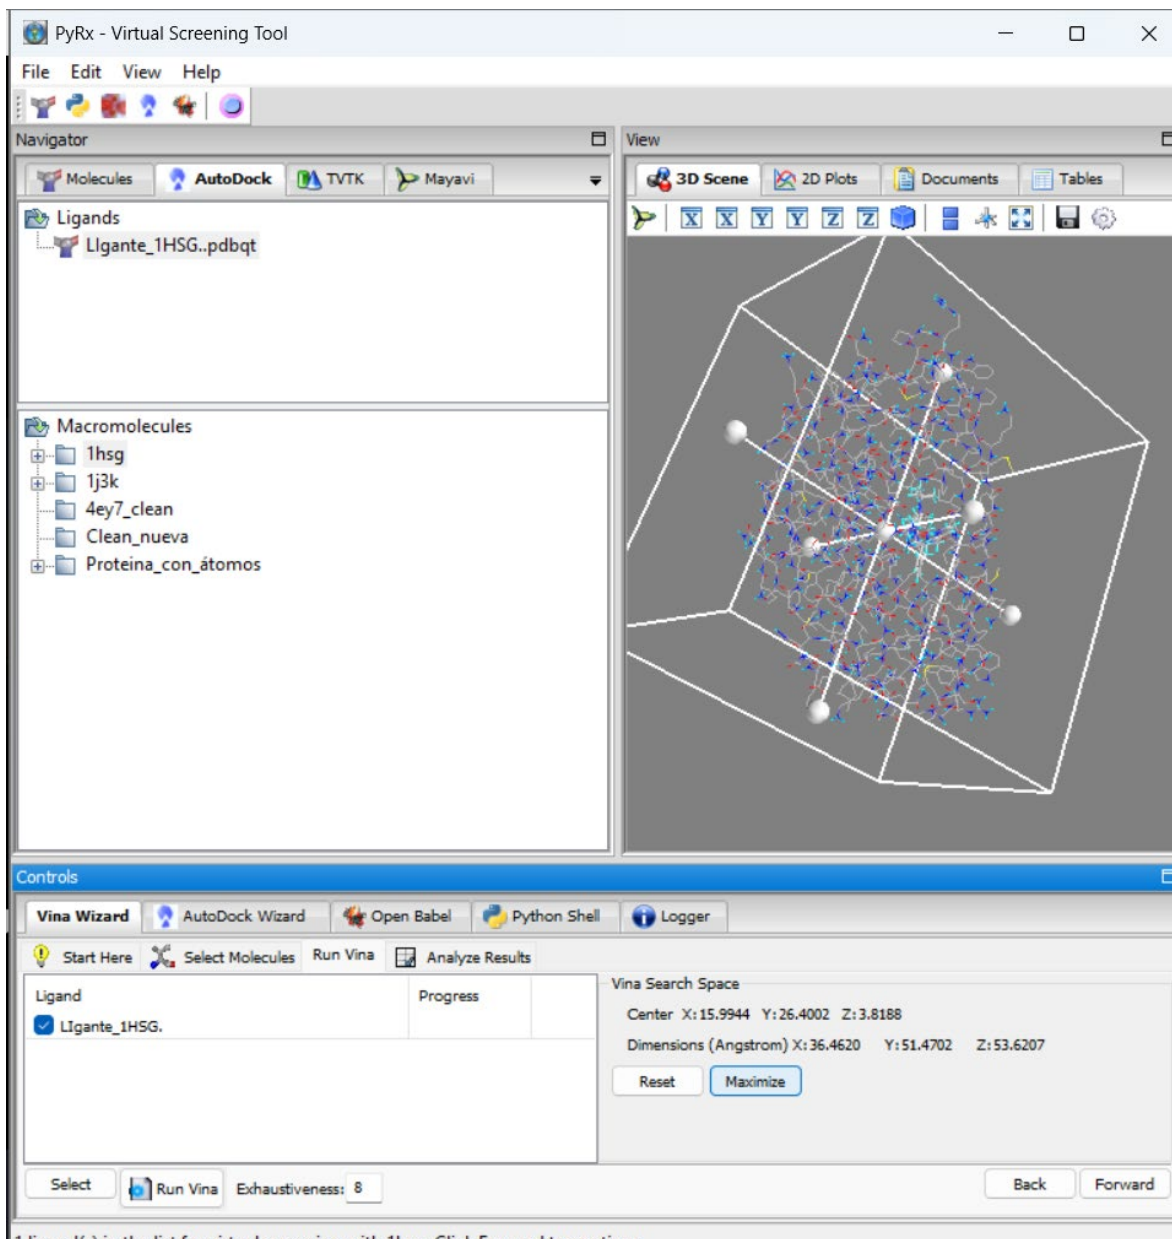 PyRx - Virtual Screening Tool
File Edit View Help
Navigator
View
Molecules AutoDock TVTK Mayavi
3D Scene 2D Plots Documents Tables
X X Y Y Z Z
Ligands
LIgante_1HSG..pdbqt
Macromolecules
1hsg
1j3k
4ey7_clean
Clean_nueva
Proteina_con_átomos
Controls
Vina Wizard AutoDock Wizard Open Babel Python Shell Logger
Start Here Select Molecules Run Vina Analyze Results
Ligand Progress
LIgante_1HSG.
Vina Search Space
Center X:15.9944 Y:26.4002 Z:3.8188
Dimensions (Angstrom) X:36.4620 Y:51.4702 Z:53.6207
Reset Maximize
Select Run Vina Exhaustiveness: 8 Back Forward